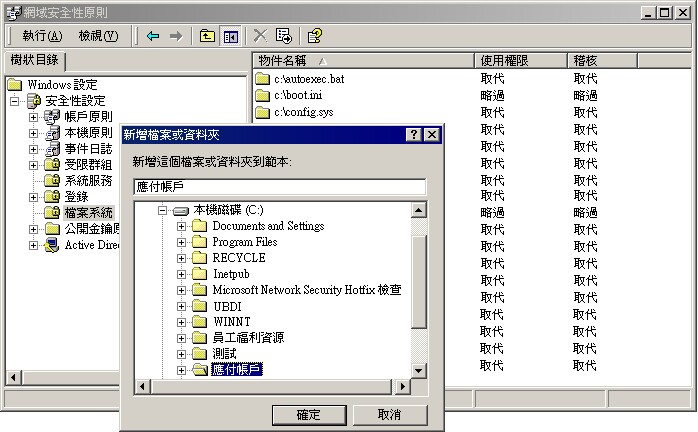 網域安全性原則
執行(A) 檢視(V)
樹狀目錄
Windows 設定
安全性設定
帳戶原則
本機原則
事件日誌
受限群組
系統服務
登錄
檔案系統
公開金鑰原
Active Direc
物件名稱 使用權限 稽核
c:\autoexec.bat 取代 取代
c:\boot.ini 略過 略過
c:\config.sys 取代 取代
取代 取代
取代 取代
取代 取代
取代 取代
取代 取代
略過 略過
取代 取代
取代 取代
取代 取代
取代 取代
取代 取代
取代 取代
取代 取代
取代 取代
取代 取代
新增檔案或資料夾
新增這個檔案或資料夾到範本:
應付帳戶
本機磁碟 (C:)
Documents and Settings
Program Files
RECYCLE
Inetpub
Microsoft Network Security Hotfix 檢查
UBDI
WINNT
員工福利資源
測試
應付帳戶
確定 取消